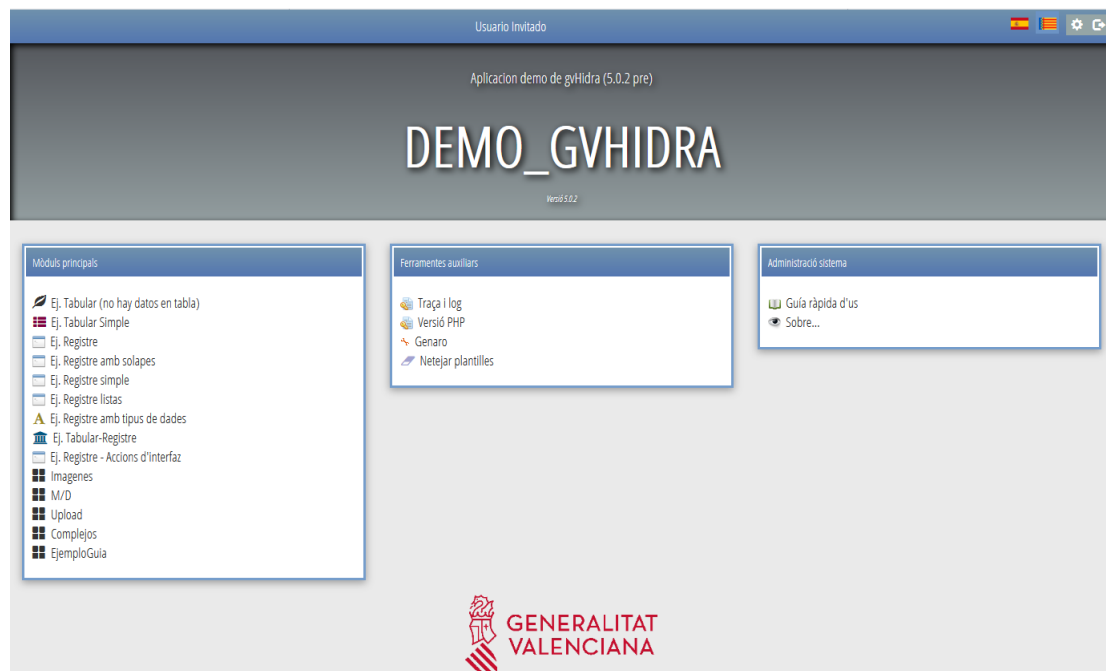 Usuario Invitado
Aplicacion demo de gvHidra (5.0.2 pre)
DEMO_GVHIDRA
Versió 5.0.2
Mòduls principals
Ej. Tabular (no hay datos en tabla)
Ej. Tabular Simple
Ej. Registre
Ej. Registre amb solapes
Ej. Registre simple
Ej. Registre listas
Ej. Registre amb tipus de dades
Ej. Tabular-Registre
Ej. Registre - Accions d'interfaz
Imagenes
M/D
Upload
Complejos
EjemploGuia
Ferramentes auxiliars
Traça i log
Versió PHP
Genaro
Netejar plantilles
Administració sistema
Guía ràpida d'us
Sobre...
GENERALITAT
VALENCIANA